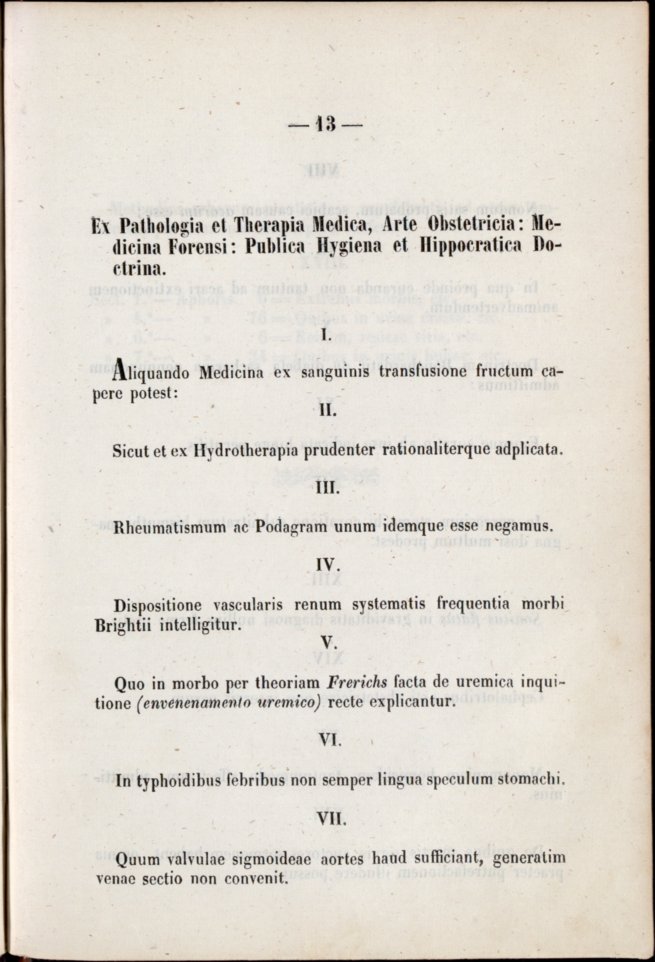 — 13 —
Ex Pathologia et Therapia Medica, Arte Obstetricia: Me-
dicina Forensi: Publica Hygiena et Hippocratica Do-
ctrina.
I.
Aliquando Medicina ex sanguinis transfusione fructum ca-
pere potest:
II.
Sicut et ex Hydrotherapia prudenter rationaliterque adplicata.
III.
Rheumatismum ac Podagram unum idemque esse negamus.
IV.
Dispositione vascularis renum systematis frequentia morbi
Brightii intelligitur.
V.
Quo in morbo per theoriam Frerichs facta de uremica inqui-
tione (envenenamento uremico) recte explicantur.
VI.
In typhoidibus febribus non semper lingua speculum stomachi.
VII.
Quum valvulae sigmoideae aortes haud sufficiant, generatim
venae sectio non convenit.